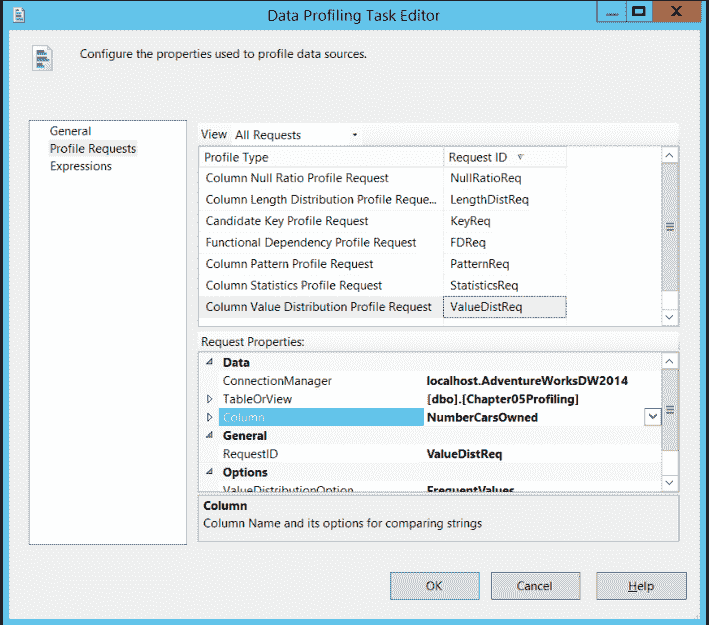 Data Profiling Task Editor
Configure the properties used to profile data sources.
General
Profile Requests
Expressions
View All Requests
Profile Type Request ID
Column Null Ratio Profile Request NullRatioReq
Column Length Distribution Profile Reque... LengthDistReq
Candidate Key Profile Request KeyReq
Functional Dependency Profile Request FDReq
Column Pattern Profile Request PatternReq
Column Statistics Profile Request StatisticsReq
Column Value Distribution Profile Request ValueDistReq
Request Properties:
Data
ConnectionManager localhost.AdventureWorksDW2014
TableOrView [dbo].[Chapter05Profiling]
Column NumberCarsOwned
General
RequestID ValueDistReq
Options
ValueDistributionOption FrequentValues
Column
Column Name and its options for comparing strings
OK Cancel Help